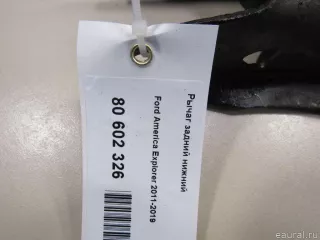 Рычаг задний нижний
Ford America Explorer 2011-2019
80 602 326
eaural.ru